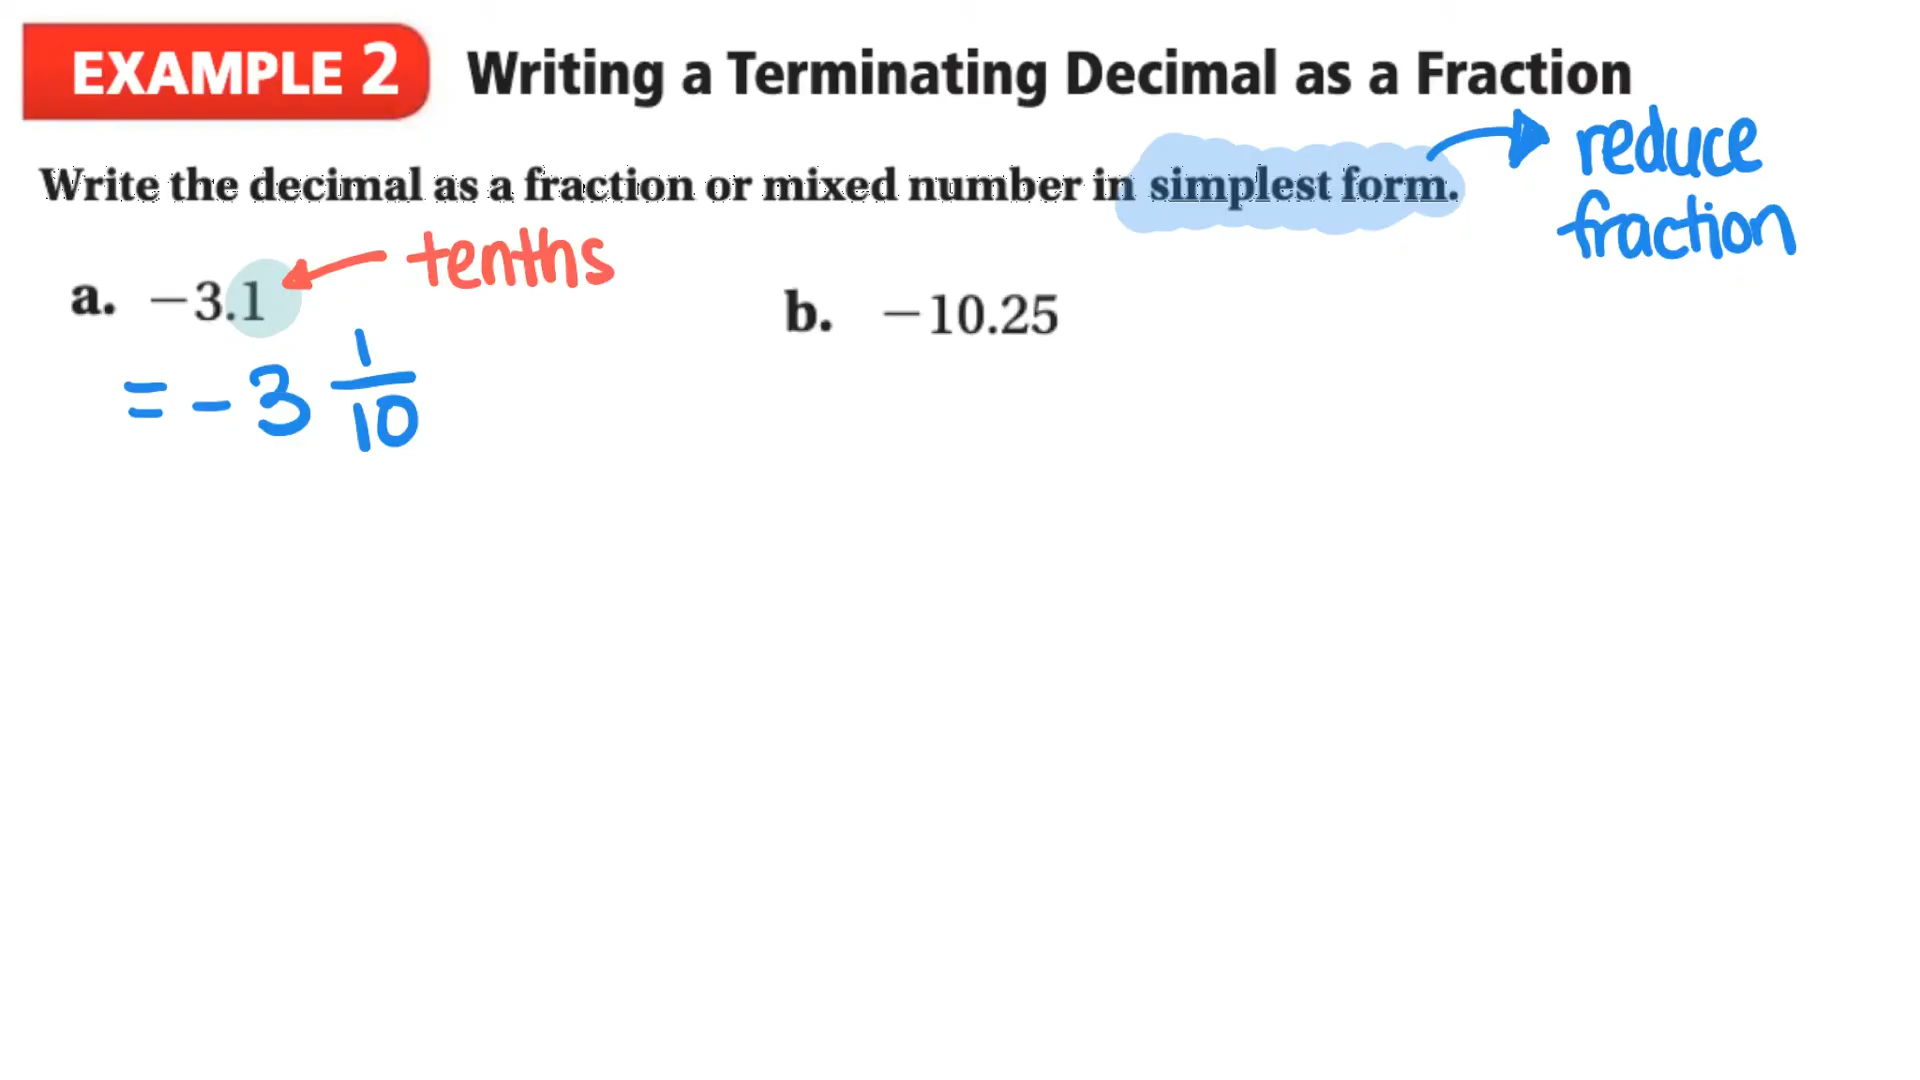 EXAMPLE 2 Writing a Terminating Decimal as a Fraction
Write the decimal as a fraction or mixed number in simplest form.
reduce
fraction
a. −3.1
tenths
= - 3 1/10
b. −10.25